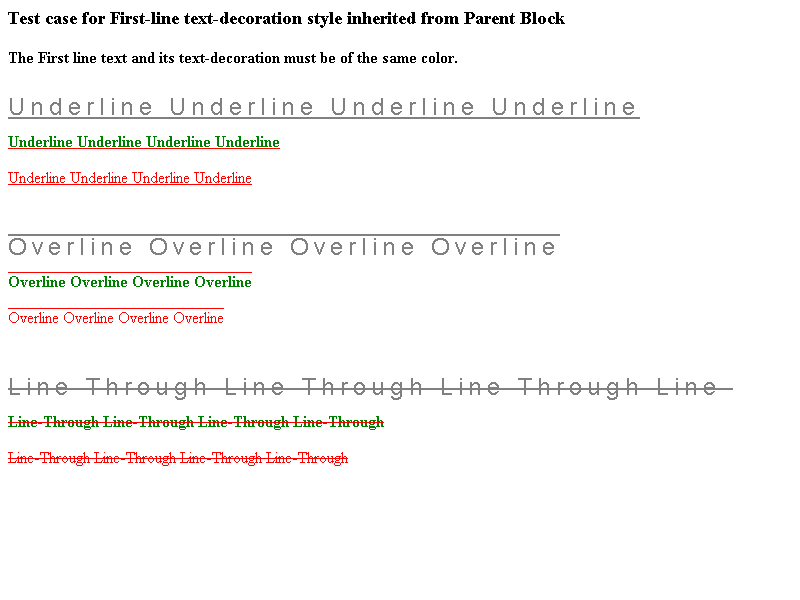 Test case for First-line text-decoration style inherited from Parent Block
The First line text and its text-decoration must be of the same color.
Underline Underline Underline Underline
Underline Underline Underline Underline
Underline Underline Underline Underline
Overline Overline Overline Overline
Overline Overline Overline Overline
Overline Overline Overline Overline
Line Through Line Through Line Through Line
Line-Through Line-Through Line-Through Line-Through
Line-Through Line-Through Line-Through Line-Through